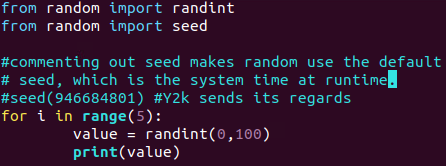 from random import randint
from random import seed

#commenting out seed makes random use the default
# seed, which is the system time at runtime.
#seed(946684801) #Y2k sends its regards
for i in range(5):
        value = randint(0,100)
        print(value)